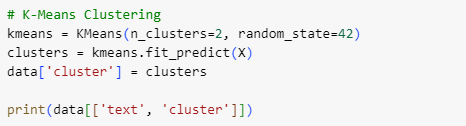 # K-Means Clustering
kmeans = KMeans(n_clusters=2, random_state=42)
clusters = kmeans.fit_predict(X)
data['cluster'] = clusters
print(data[['text', 'cluster']])